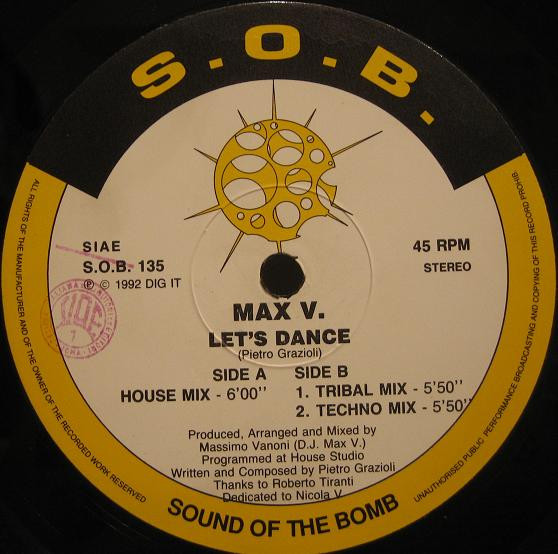 S.O.B.
SIAE
S.O.B. 135
℗ © 1992 DIG IT
45 RPM
STEREO
MAX V.
LET'S DANCE
(Pietro Grazioli)
SIDE A
HOUSE MIX - 6'00''
SIDE B
1. TRIBAL MIX - 5'50''
2. TECHNO MIX - 5'50''
Produced, Arranged and Mixed by
Massimo Vanoni (D.J. Max V.)
Programmed at House Studio
Written and Composed by Pietro Grazioli
Thanks to Roberto Tiranti
Dedicated to Nicola V.
SOUND OF THE BOMB
ALL RIGHTS OF THE MANUFACTURER AND OF THE OWNER OF THE RECORDED WORK RESERVED
UNAUTHORISED PUBLIC PERFORMANCE BROADCASTING AND COPYING OF THIS RECORD PROHIB.